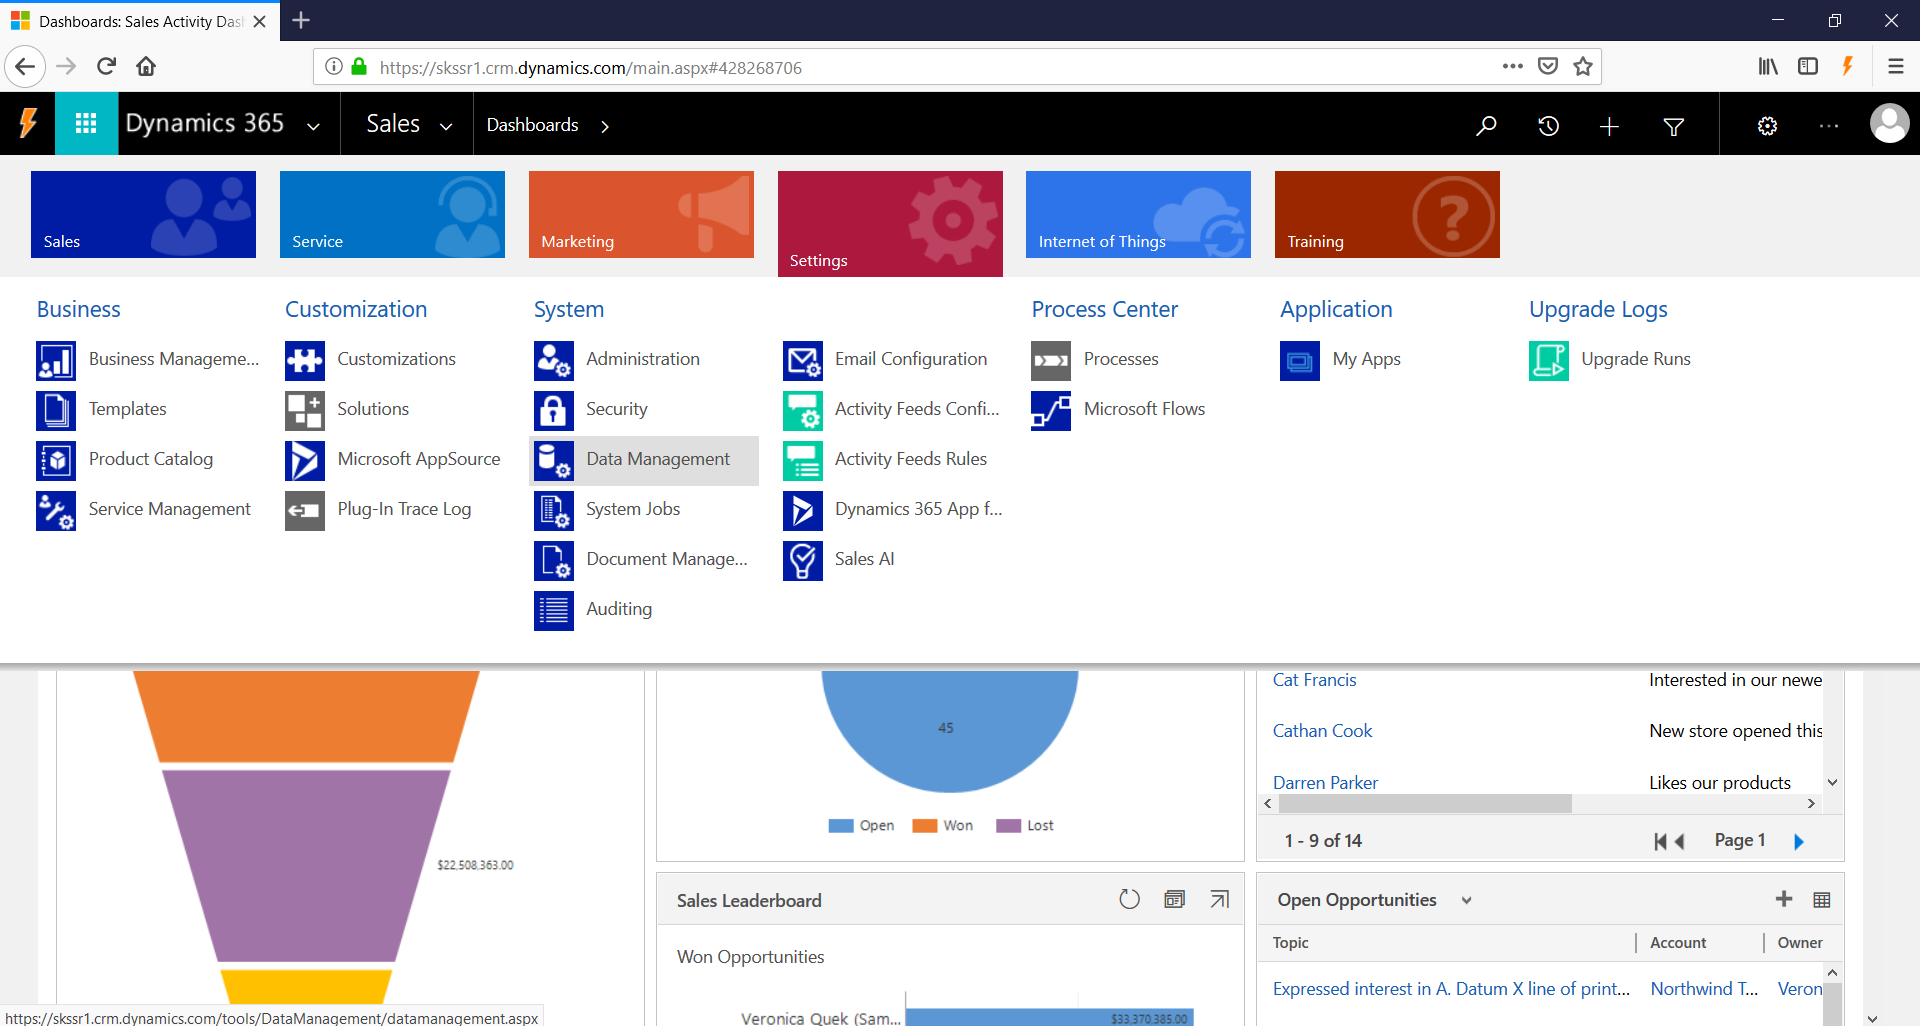 Dashboards: Sales Activity Das
https://skssr1.crm.dynamics.com/main.aspx#428268706
Dynamics 365
Sales
Dashboards
Sales
Service
Marketing
Settings
Internet of Things
Training
Business
Business Manageme...
Templates
Product Catalog
Service Management
Customization
Customizations
Solutions
Microsoft AppSource
Plug-In Trace Log
System
Administration
Security
Data Management
System Jobs
Document Manage...
Auditing
Email Configuration
Activity Feeds Confi...
Activity Feeds Rules
Dynamics 365 App f...
Sales AI
Process Center
Processes
Microsoft Flows
Application
My Apps
Upgrade Logs
Upgrade Runs
$22,508,363.00
45
Open Won Lost
Cat Francis Interested in our newe
Cathan Cook New store opened this
Darren Parker Likes our products
1 - 9 of 14 Page 1
Sales Leaderboard
Won Opportunities
Veronica Quek (Sam... $33,370,385.00
Open Opportunities
Topic Account Owner
Expressed interest in A. Datum X line of print... Northwind T... Veron
https://skssr1.crm.dynamics.com/tools/DataManagement/datamanagement.aspx